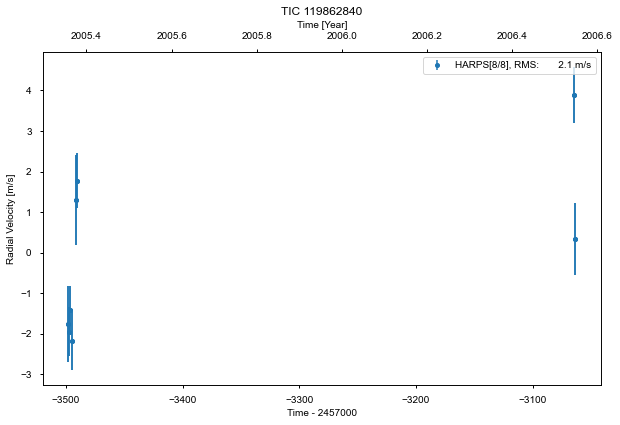 TIC 119862840
Time [Year]
2005.4 2005.6 2005.8 2006.0 2006.2 2006.4 2006.6
HARPS[8/8], RMS: 2.1 m/s
Radial Velocity [m/s]
4
3
2
1
0
−1
−2
−3
−3500 −3400 −3300 −3200 −3100
Time - 2457000